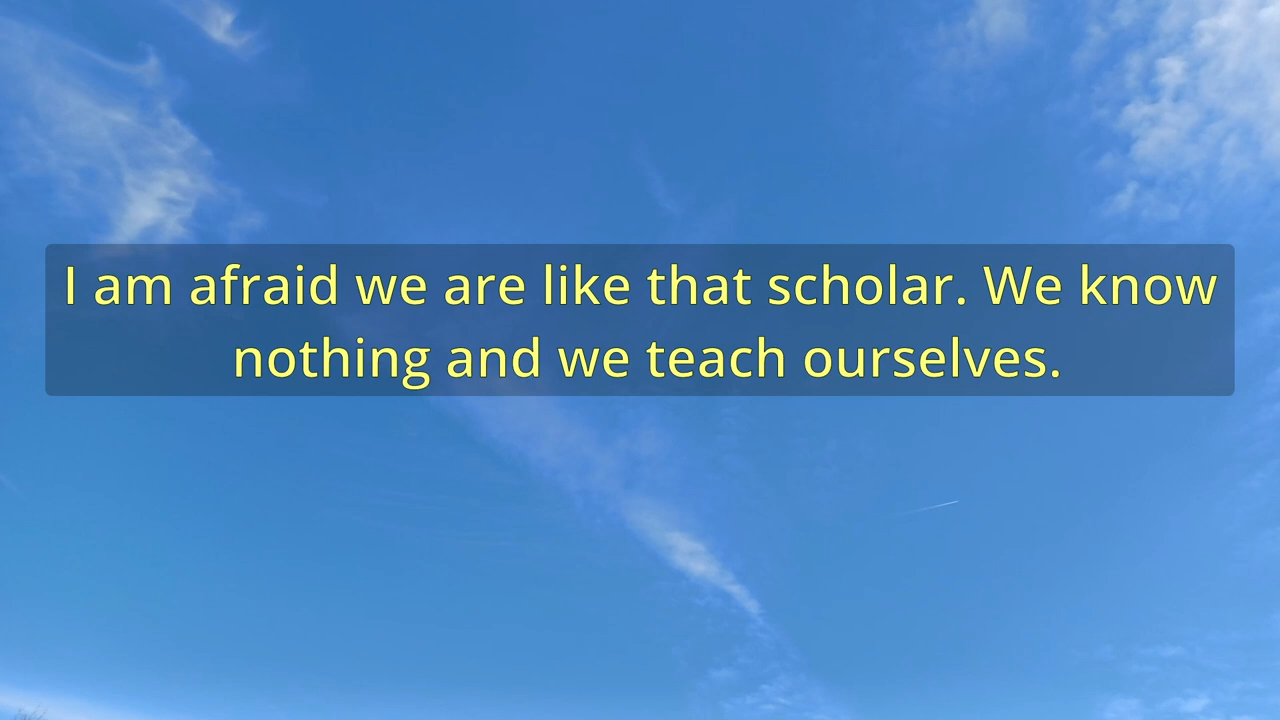 I am afraid we are like that scholar. We know
nothing and we teach ourselves.